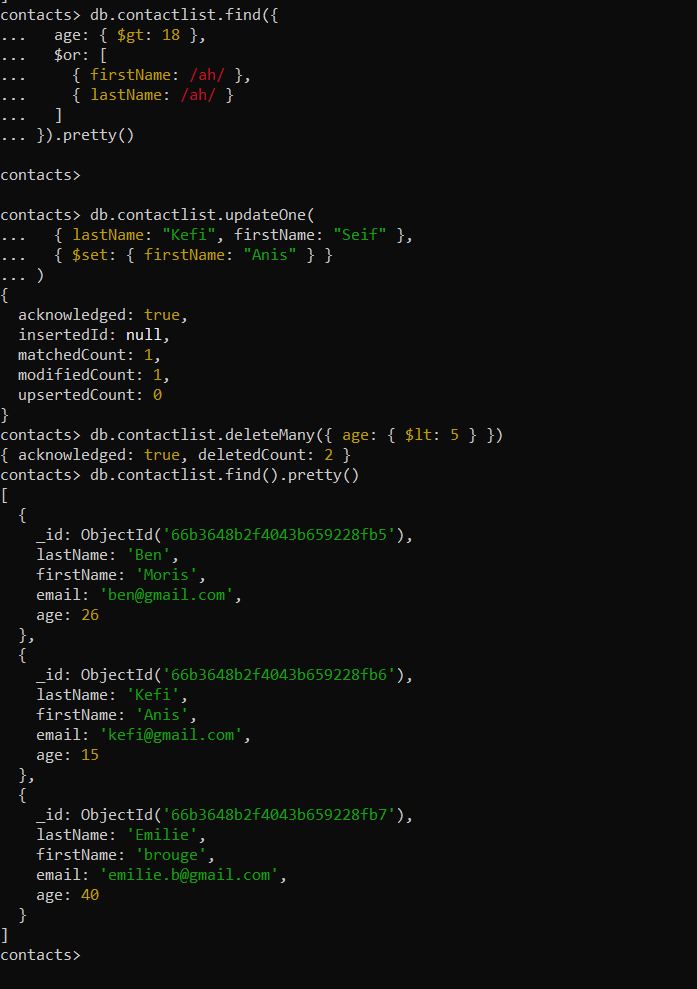 ]
contacts> db.contactlist.find({
...   age: { $gt: 18 },
...   $or: [
...     { firstName: /ah/ },
...     { lastName: /ah/ }
...   ]
... }).pretty()

contacts>

contacts> db.contactlist.updateOne(
...   { lastName: "Kefi", firstName: "Seif" },
...   { $set: { firstName: "Anis" } }
... )
{
  acknowledged: true,
  insertedId: null,
  matchedCount: 1,
  modifiedCount: 1,
  upsertedCount: 0
}
contacts> db.contactlist.deleteMany({ age: { $lt: 5 } })
{ acknowledged: true, deletedCount: 2 }
contacts> db.contactlist.find().pretty()
[
  {
    _id: ObjectId('66b3648b2f4043b659228fb5'),
    lastName: 'Ben',
    firstName: 'Moris',
    email: 'ben@gmail.com',
    age: 26
  },
  {
    _id: ObjectId('66b3648b2f4043b659228fb6'),
    lastName: 'Kefi',
    firstName: 'Anis',
    email: 'kefi@gmail.com',
    age: 15
  },
  {
    _id: ObjectId('66b3648b2f4043b659228fb7'),
    lastName: 'Emilie',
    firstName: 'brouge',
    email: 'emilie.b@gmail.com',
    age: 40
  }
]
contacts>